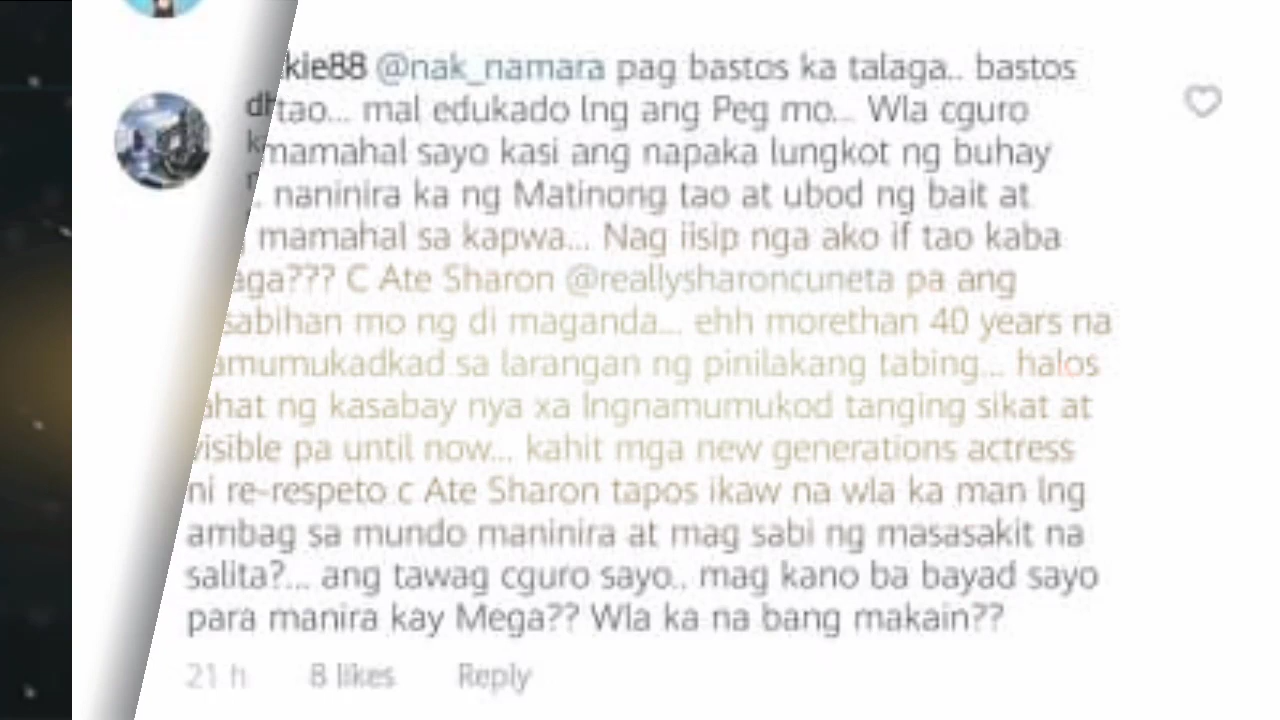 kie88 @nak_namara pag bastos ka talaga.. bastos
tao... mal edukado lng ang Peg mo... Wla cguro
mamahal sayo kasi ang napaka lungkot ng buhay
. naninira ka ng Matinong tao at ubod ng bait at
mamahal sa kapwa... Nag iisip nga ako if tao kaba
aga??? C Ate Sharon @reallysharoncuneta pa ang
sabihan mo ng di maganda... ehh morethan 40 years na
amumukadkad sa larangan ng pinilakang tabing... halos
ahat ng kasabay nya xa lngnamumukod tanging sikat at
visible pa until now... kahit mga new generations actress
ni re-respeto c Ate Sharon tapos ikaw na wla ka man lng
ambag sa mundo maninira at mag sabi ng masasakit na
salita?... ang tawag cguro sayo.. mag kano ba bayad sayo
para manira kay Mega?? Wla ka na bang makain??
21 h 8 likes Reply